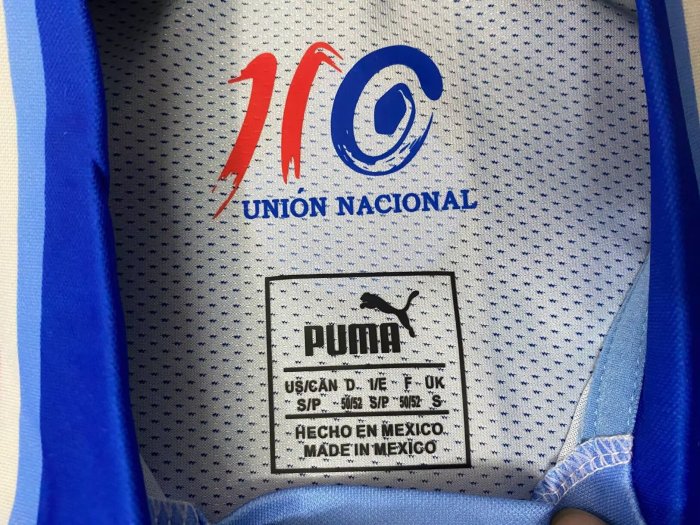 110
UNIÓN NACIONAL
PUMA
US/CAN D 1/E F UK
S/P 50/52 S/P 50/52 S
HECHO EN MEXICO
MADE IN MEXICO